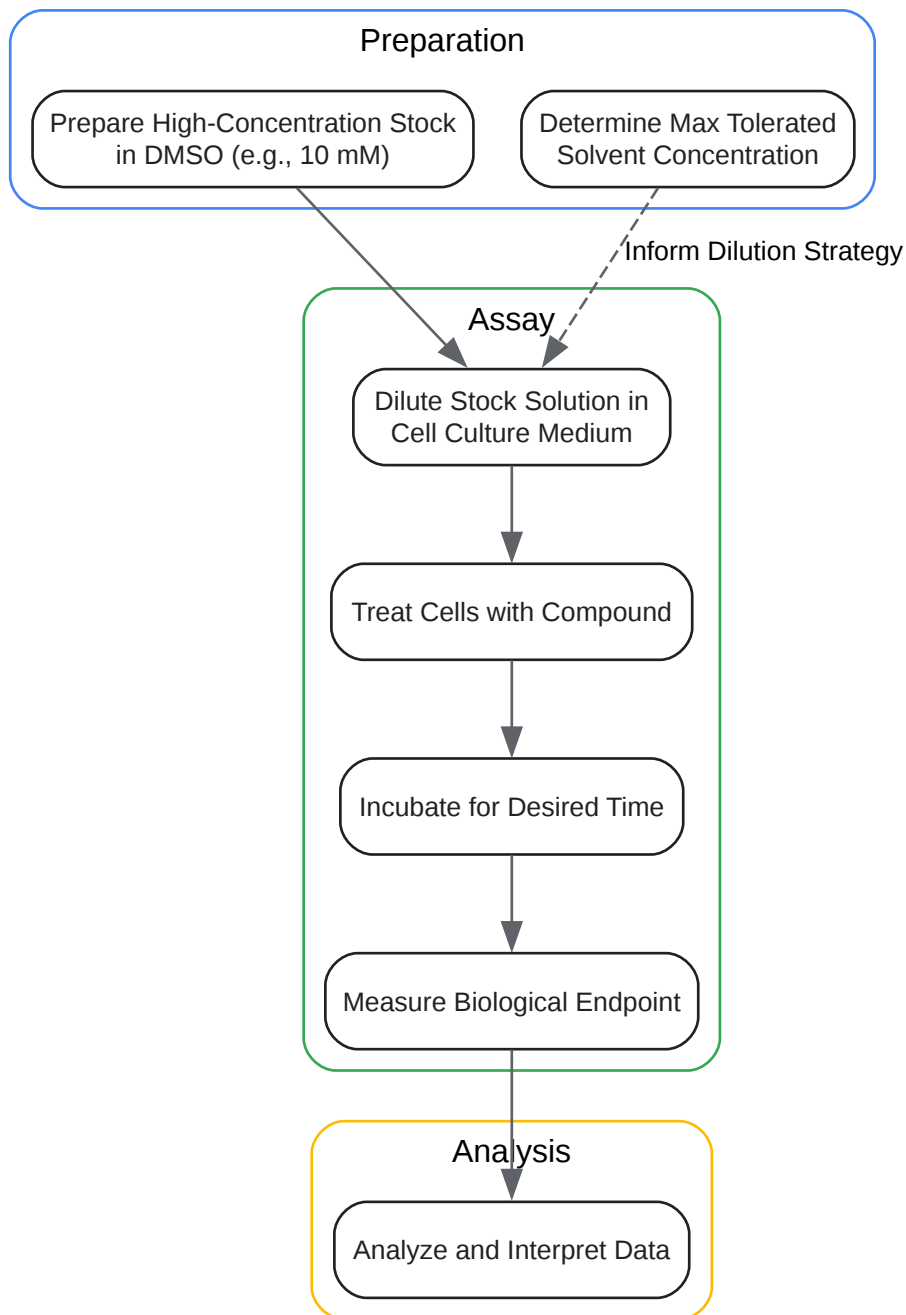 Preparation
Prepare High-Concentration Stock
in DMSO (e.g., 10 mM)
Determine Max Tolerated
Solvent Concentration
Inform Dilution Strategy
Assay
Dilute Stock Solution in
Cell Culture Medium
Treat Cells with Compound
Incubate for Desired Time
Measure Biological Endpoint
Analysis
Analyze and Interpret Data